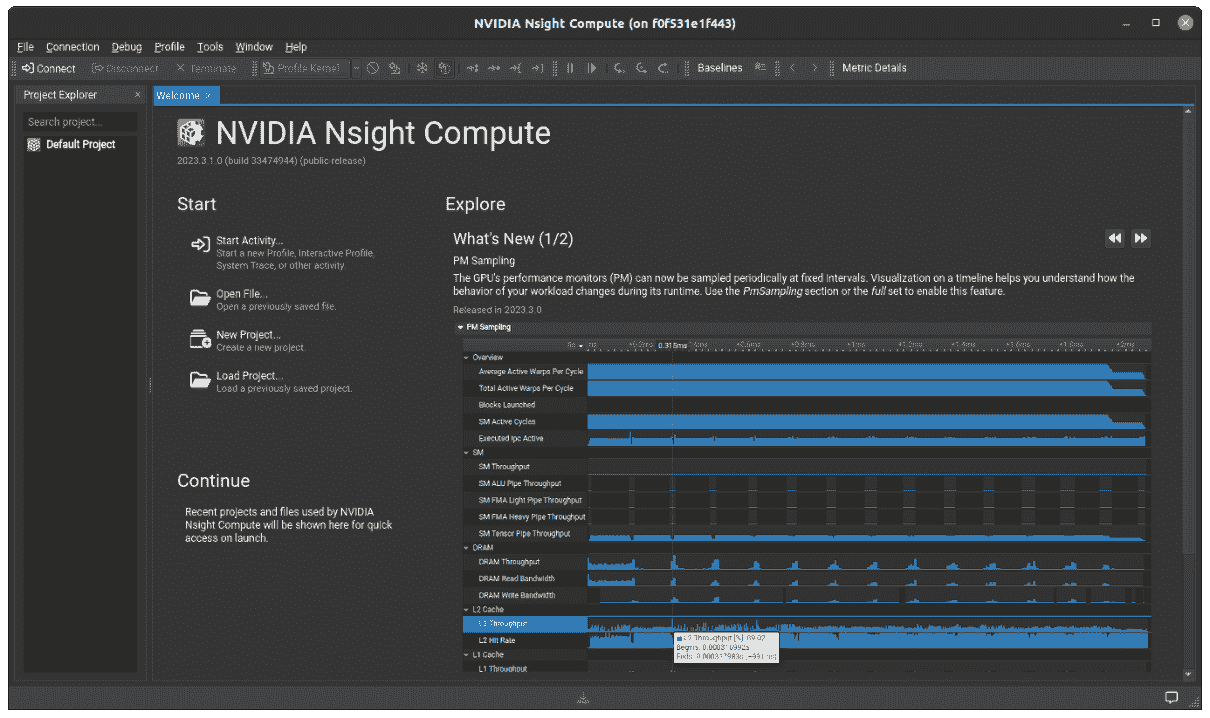 NVIDIA Nsight Compute (on f0f531e1f443)
File Connection Debug Profile Tools Window Help
Connect Disconnect Terminate Profile Kernel Baselines Metric Details
Project Explorer
Welcome
Search project...
Default Project
NVIDIA Nsight Compute
2023.3.1.0 (build 33474944) (public-release)
Start
Start Activity...
Start a new Profile, Interactive Profile,
System Trace, or other activity.
Open File...
Open a previously saved file.
New Project...
Create a new project.
Load Project...
Load a previously saved project.
Continue
Recent projects and files used by NVIDIA
Nsight Compute will be shown here for quick
access on launch.
Explore
What's New (1/2)
PM Sampling
The GPU's performance monitors (PM) can now be sampled periodically at fixed intervals. Visualization on a timeline helps you understand how the
behavior of your workload changes during its runtime. Use the PmSampling section or the full set to enable this feature.
Released in 2023.3.0
PM Sampling
Overview
Average Active Warps Per Cycle
Total Active Warps Per Cycle
Blocks Launched
SM Active Cycles
Executed Ipc Active
SM
SM Throughput
SM ALU Pipe Throughput
SM FMA Light Pipe Throughput
SM FMA Heavy Pipe Throughput
SM Tensor Pipe Throughput
DRAM
DRAM Throughput
DRAM Read Bandwidth
DRAM Write Bandwidth
L2 Cache
L2 Throughput
L2 Hit Rate
L1 Cache
L1 Throughput